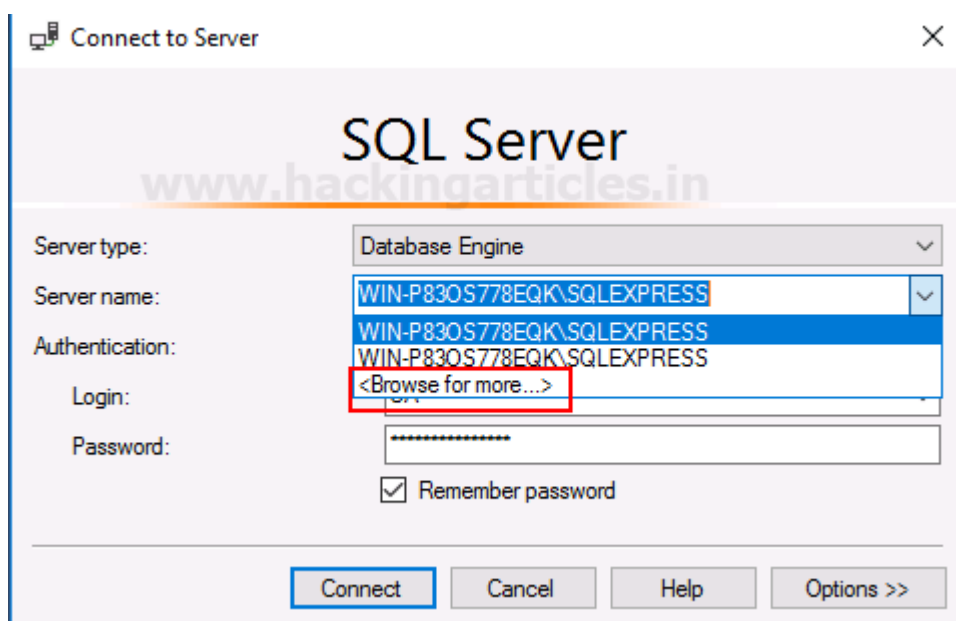 Connect to Server
SQL Server
www.hackingarticles.in
Server type: Database Engine
Server name: WIN-P83OS778EQK\SQLEXPRESS
WIN-P83OS778EQK\SQLEXPRESS
Authentication:
WIN-P83OS778EQK\SQLEXPRESS
<Browse for more...>
Login:
Password: ***************
Remember password
Connect Cancel Help Options >>